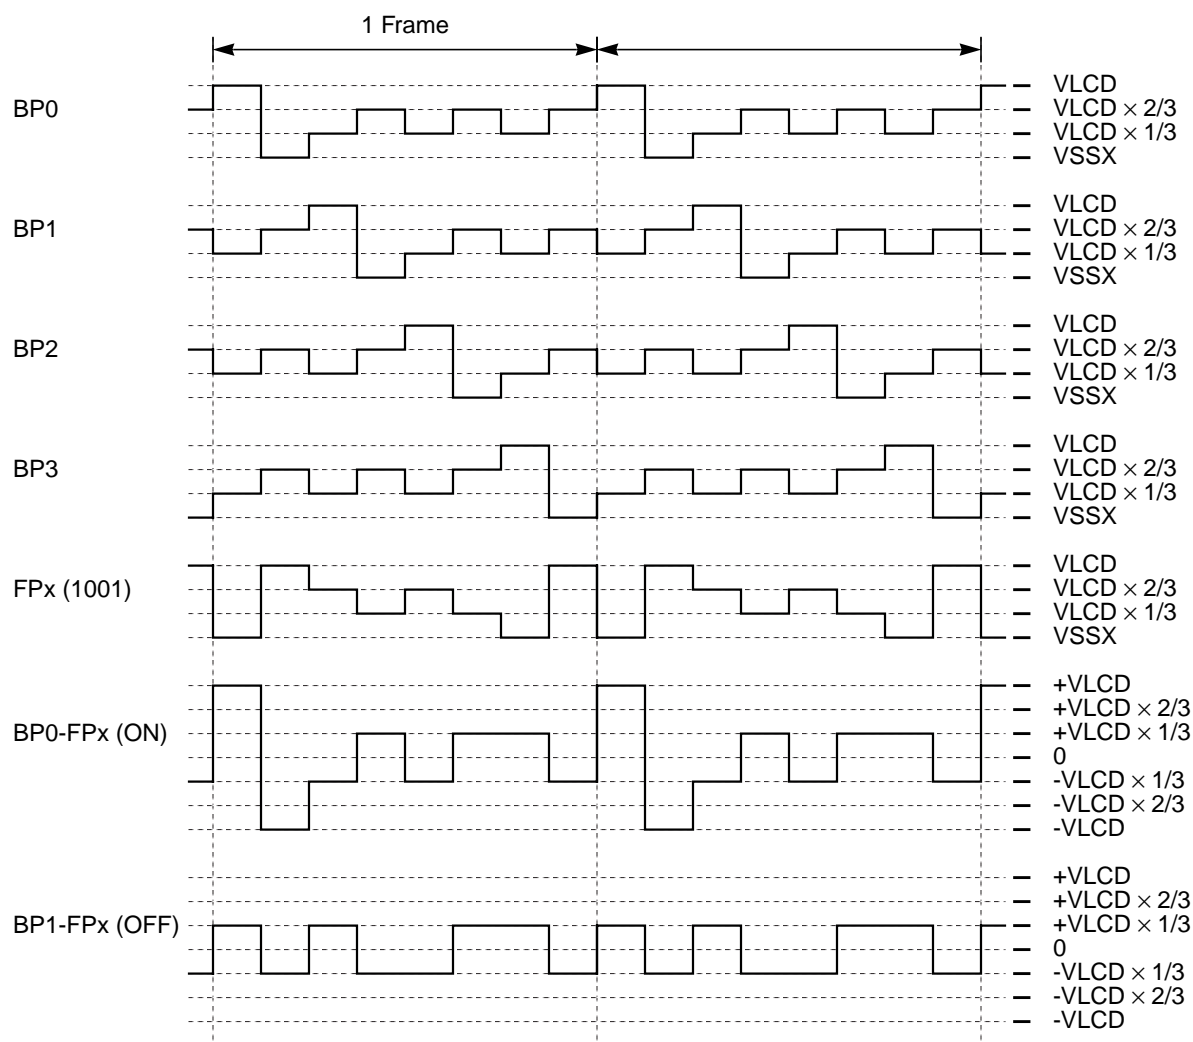 1 Frame
BP0
VLCD
VLCD × 2/3
VLCD × 1/3
VSSX
BP1
VLCD
VLCD × 2/3
VLCD × 1/3
VSSX
BP2
VLCD
VLCD × 2/3
VLCD × 1/3
VSSX
BP3
VLCD
VLCD × 2/3
VLCD × 1/3
VSSX
FPx (1001)
VLCD
VLCD × 2/3
VLCD × 1/3
VSSX
BP0-FPx (ON)
+VLCD
+VLCD × 2/3
+VLCD × 1/3
0
-VLCD × 1/3
-VLCD × 2/3
-VLCD
BP1-FPx (OFF)
+VLCD
+VLCD × 2/3
+VLCD × 1/3
0
-VLCD × 1/3
-VLCD × 2/3
-VLCD